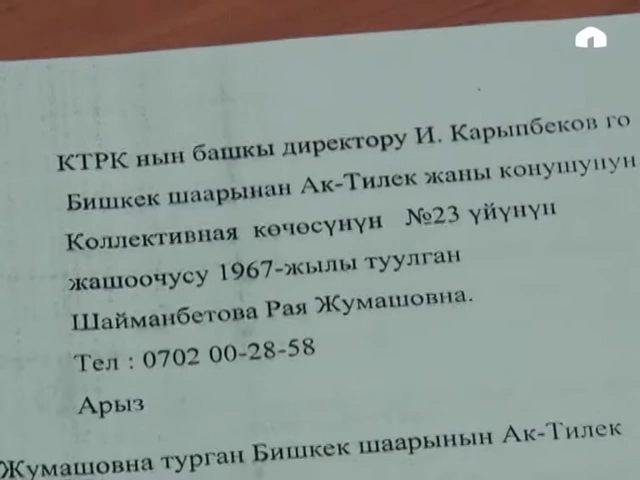 КТРК нын башкы директору И. Карыпбеков го
Бишкек шаарынан Ак-Тилек жаны конушунун
Коллективная көчөсүнүн №23 үйүнүн
жашоочусу 1967-жылы туулган
Шайманбетова Рая Жумашовна.
Тел : 0702 00-28-58
Арыз
Жумашовна турган Бишкек шаарынын Ак-Тилек